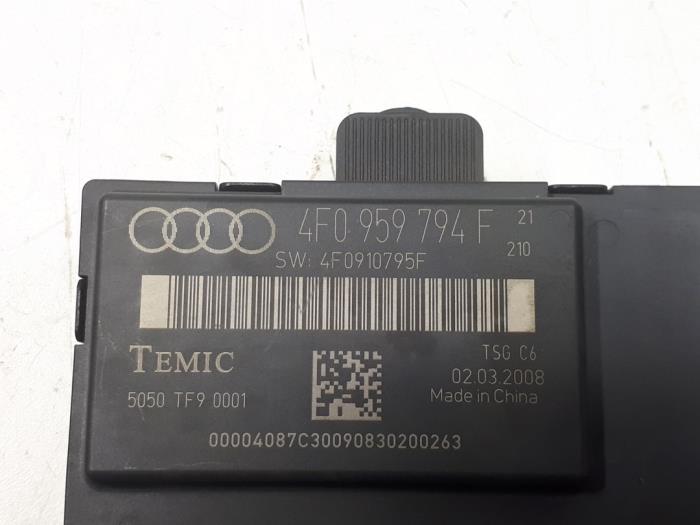 4F0 959 794 F 21
210
SW: 4F0910795F
TEMIC
TSG C6
02.03.2008
5050 TF9 0001
Made in China
00004087C30090830200263